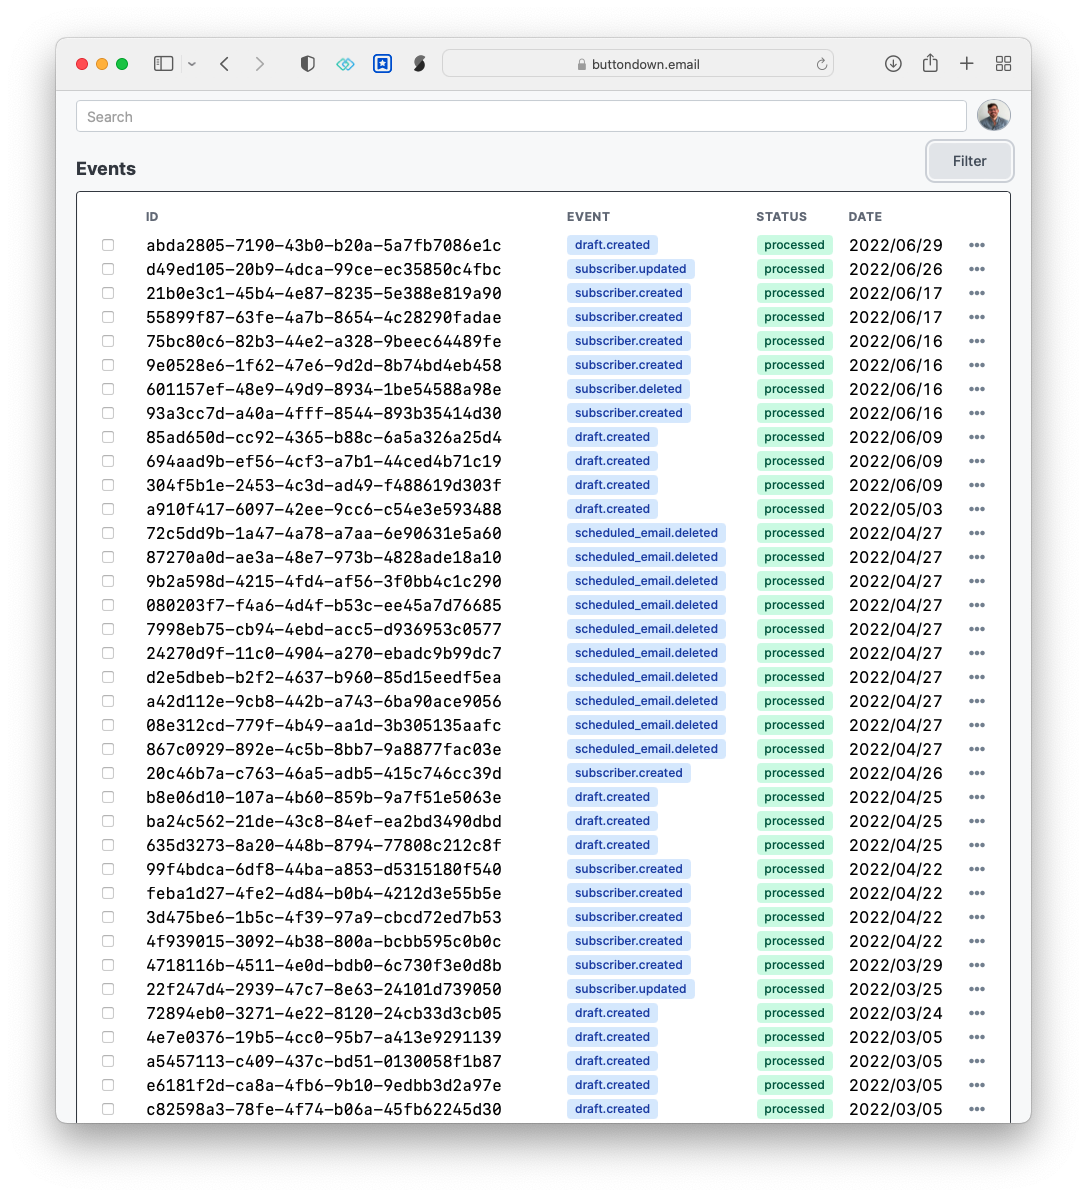 buttondown.email
Search
Events
Filter
ID EVENT STATUS DATE
abda2805-7190-43b0-b20a-5a7fb7086e1c draft.created processed 2022/06/29
d49ed105-20b9-4dca-99ce-ec35850c4fbc subscriber.updated processed 2022/06/26
21b0e3c1-45b4-4e87-8235-5e388e819a90 subscriber.created processed 2022/06/17
55899f87-63fe-4a7b-8654-4c28290fadae subscriber.created processed 2022/06/17
75bc80c6-82b3-44e2-a328-9beec64489fe subscriber.created processed 2022/06/16
9e0528e6-1f62-47e6-9d2d-8b74bd4eb458 subscriber.created processed 2022/06/16
601157ef-48e9-49d9-8934-1be54588a98e subscriber.deleted processed 2022/06/16
93a3cc7d-a40a-4fff-8544-893b35414d30 subscriber.created processed 2022/06/16
85ad650d-cc92-4365-b88c-6a5a326a25d4 draft.created processed 2022/06/09
694aad9b-ef56-4cf3-a7b1-44ced4b71c19 draft.created processed 2022/06/09
304f5b1e-2453-4c3d-ad49-f488619d303f draft.created processed 2022/06/09
a910f417-6097-42ee-9cc6-c54e3e593488 draft.created processed 2022/05/03
72c5dd9b-1a47-4a78-a7aa-6e90631e5a60 scheduled_email.deleted processed 2022/04/27
87270a0d-ae3a-48e7-973b-4828ade18a10 scheduled_email.deleted processed 2022/04/27
9b2a598d-4215-4fd4-af56-3f0bb4c1c290 scheduled_email.deleted processed 2022/04/27
080203f7-f4a6-4d4f-b53c-ee45a7d76685 scheduled_email.deleted processed 2022/04/27
7998eb75-cb94-4ebd-acc5-d936953c0577 scheduled_email.deleted processed 2022/04/27
24270d9f-11c0-4904-a270-ebadc9b99dc7 scheduled_email.deleted processed 2022/04/27
d2e5dbeb-b2f2-4637-b960-85d15eedf5ea scheduled_email.deleted processed 2022/04/27
a42d112e-9cb8-442b-a743-6ba90ace9056 scheduled_email.deleted processed 2022/04/27
08e312cd-779f-4b49-aa1d-3b305135aafc scheduled_email.deleted processed 2022/04/27
867c0929-892e-4c5b-8bb7-9a8877fac03e scheduled_email.deleted processed 2022/04/27
20c46b7a-c763-46a5-adb5-415c746cc39d subscriber.created processed 2022/04/26
b8e06d10-107a-4b60-859b-9a7f51e5063e draft.created processed 2022/04/25
ba24c562-21de-43c8-84ef-ea2bd3490dbd draft.created processed 2022/04/25
635d3273-8a20-448b-8794-77808c212c8f draft.created processed 2022/04/25
99f4bdca-6df8-44ba-a853-d5315180f540 subscriber.created processed 2022/04/22
feba1d27-4fe2-4d84-b0b4-4212d3e55b5e subscriber.created processed 2022/04/22
3d475be6-1b5c-4f39-97a9-cbcd72ed7b53 subscriber.created processed 2022/04/22
4f939015-3092-4b38-800a-bcbb595c0b0c subscriber.created processed 2022/04/22
4718116b-4511-4e0d-bdb0-6c730f3e0d8b subscriber.created processed 2022/03/29
22f247d4-2939-47c7-8e63-24101d739050 subscriber.updated processed 2022/03/25
72894eb0-3271-4e22-8120-24cb33d3cb05 draft.created processed 2022/03/24
4e7e0376-19b5-4cc0-95b7-a413e9291139 draft.created processed 2022/03/05
a5457113-c409-437c-bd51-0130058f1b87 draft.created processed 2022/03/05
e6181f2d-ca8a-4fb6-9b10-9edbb3d2a97e draft.created processed 2022/03/05
c82598a3-78fe-4f74-b06a-45fb62245d30 draft.created processed 2022/03/05